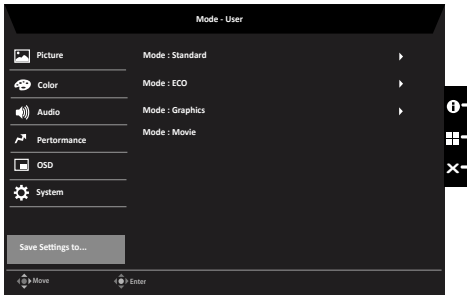 Mode - User
Picture
Color
Audio
Pertormance
OSD
System
Save Settings to...
Mode : Standard
Mode : ECO
Mode : Graphics
Mode : Movie
Move
Enter